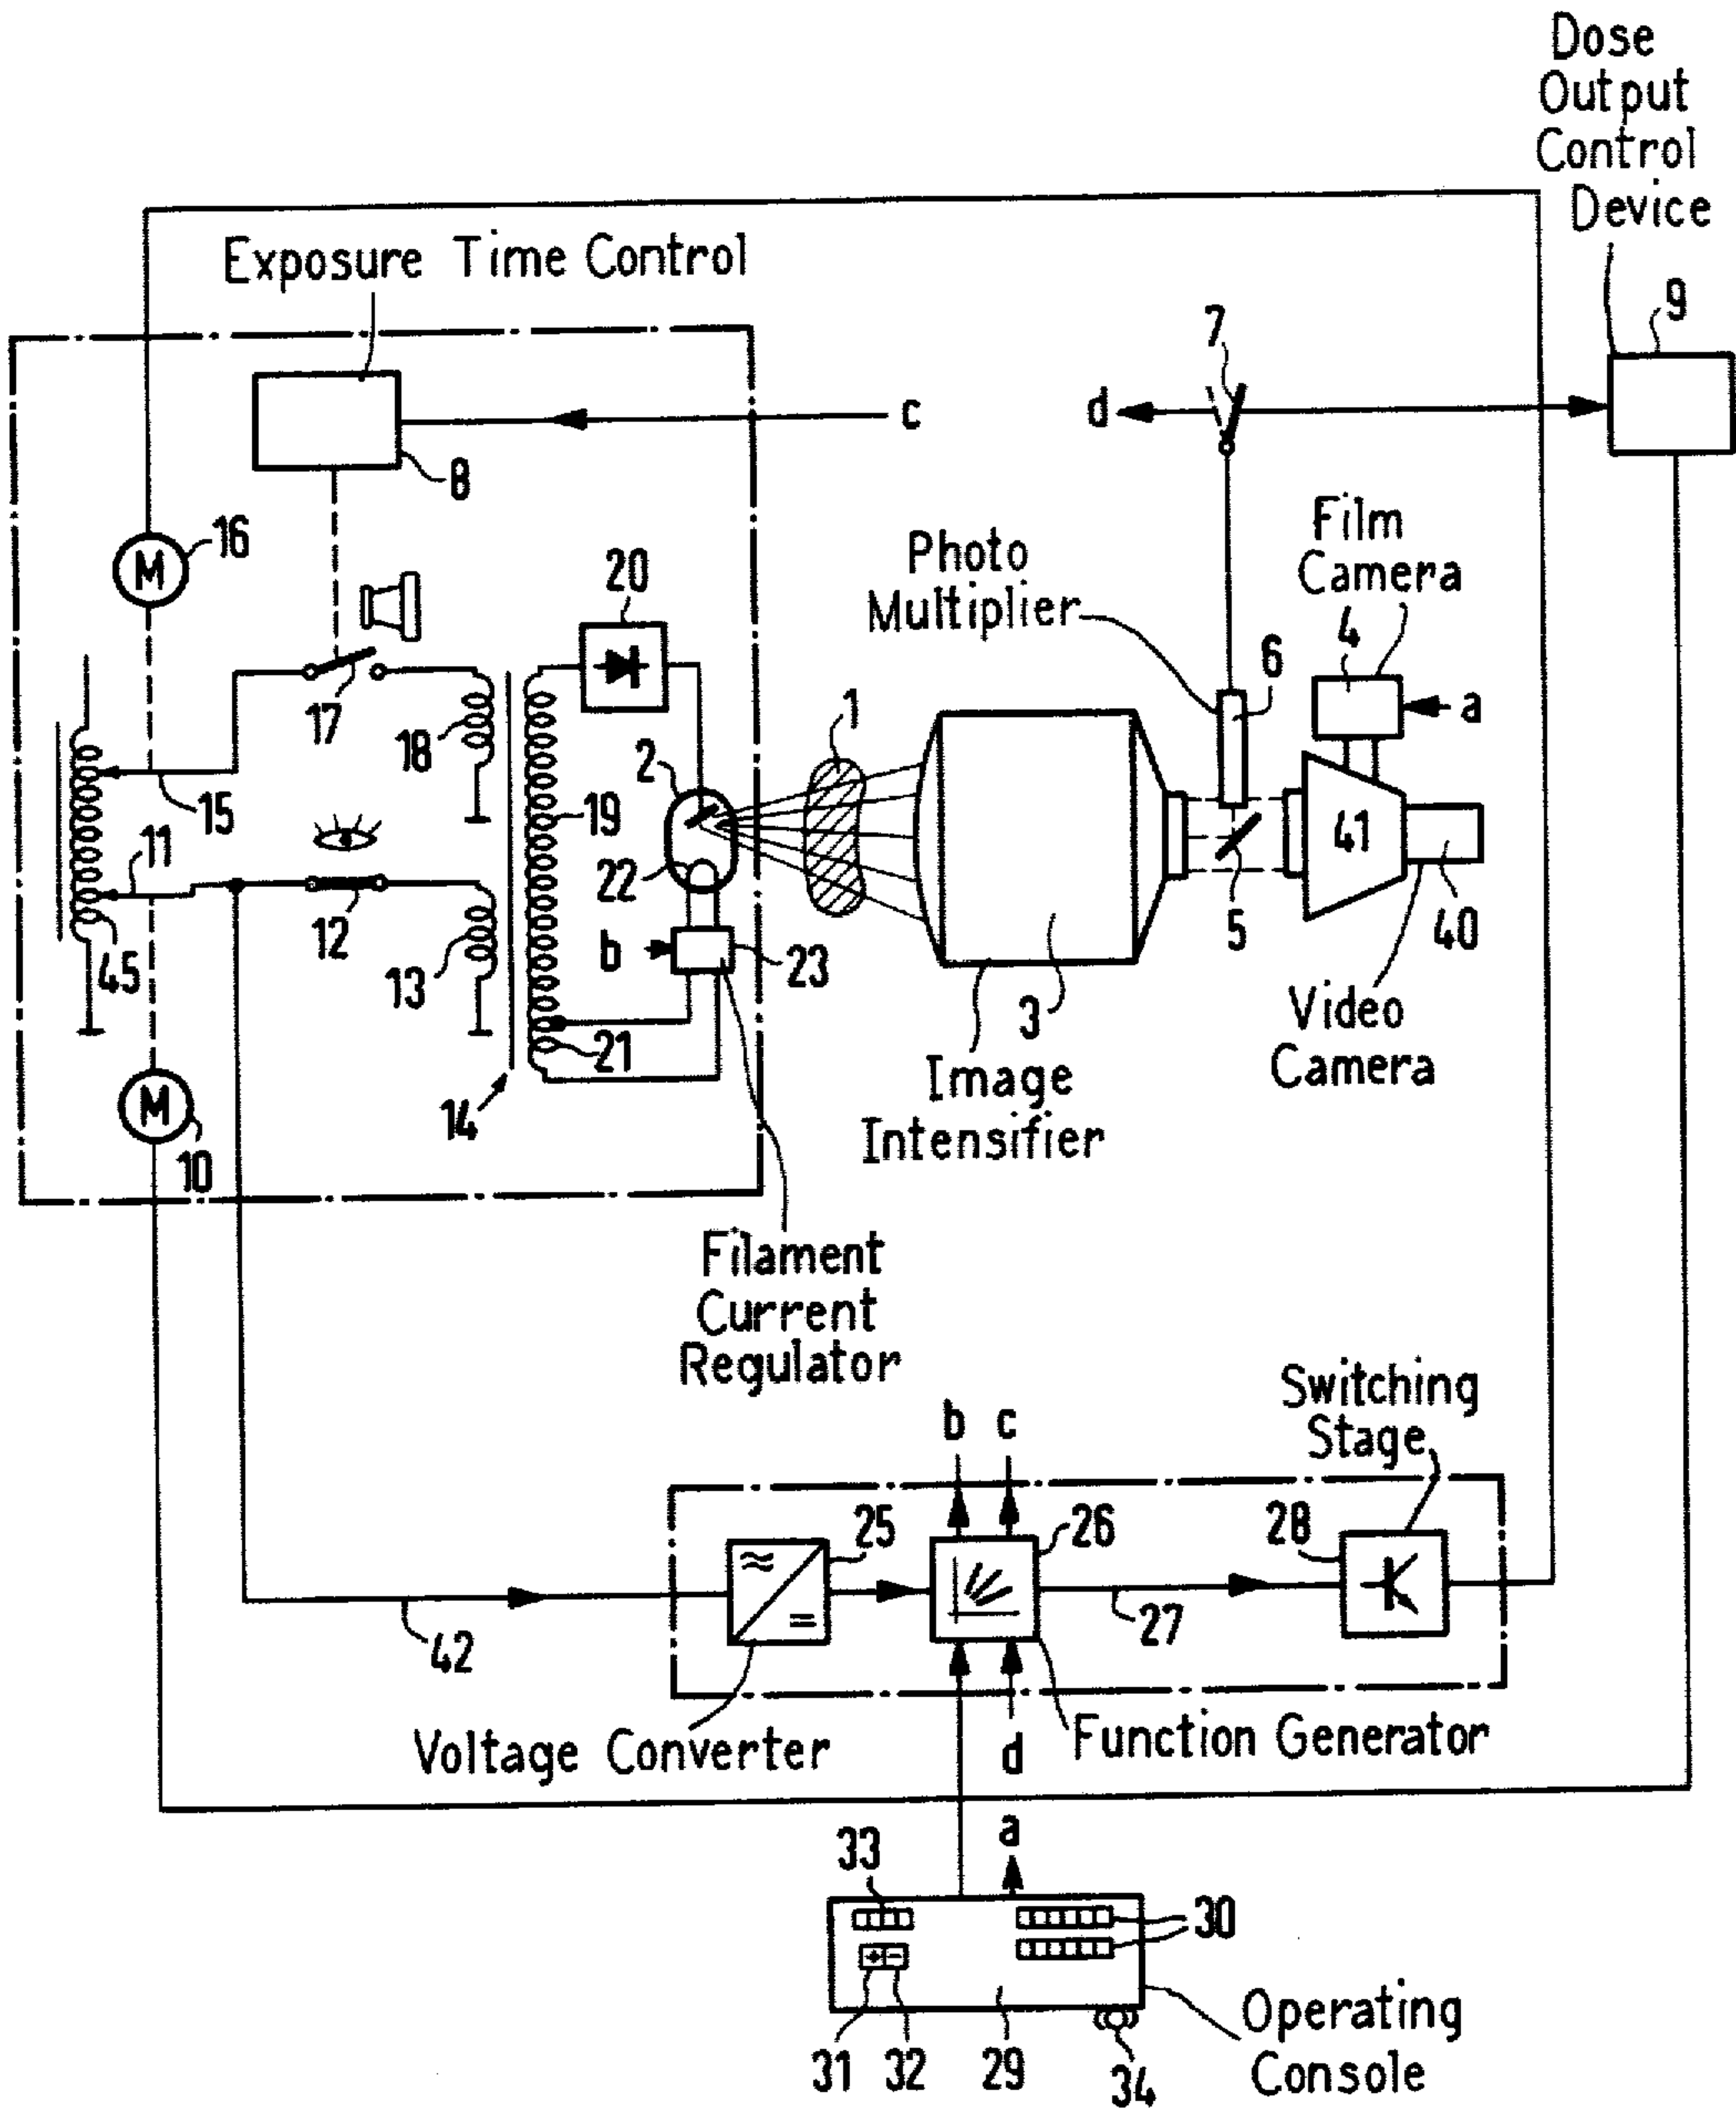 Dose
Output
Control
Device
Exposure Time Control
9
7
c
d
8
16
M
Photo
Multiplier
Film
Camera
20
4
6
a
17
18
1
2
15
19
41
11
22
5
40
12
b
23
45
13
3
21
Video
Camera
M
14
Image
Intensifier
10
Filament
Current
Regulator
Switching
Stage
b
c
25
26
28
42
27
Voltage Converter
d
Function Generator
a
33
30
+ −
31
32
29
34
Operating
Console